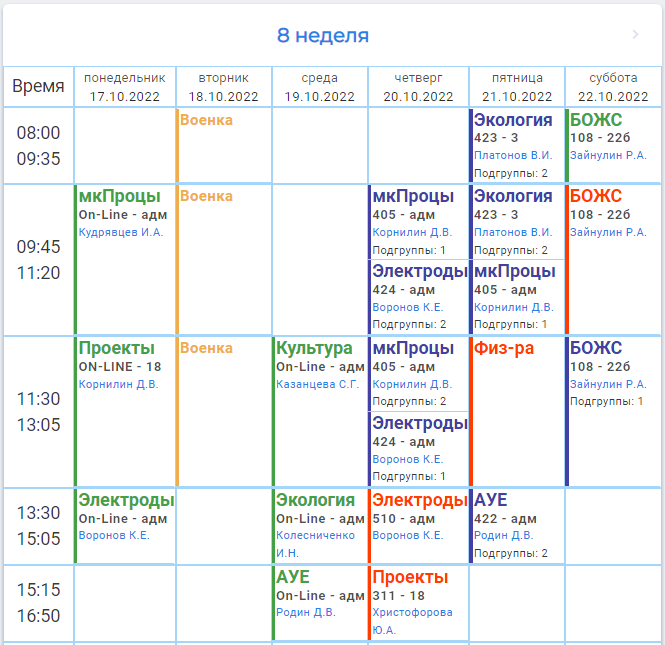 8 неделя
Время
понедельник
17.10.2022
вторник
18.10.2022
среда
19.10.2022
четверг
20.10.2022
пятница
21.10.2022
суббота
22.10.2022
08:00
09:35
Военка
Экология
423 - 3
Платонов В.И.
Подгруппы: 2
БОЖС
108 - 22б
Зайнулин Р.А.
09:45
11:20
мкПроцы
On-Line - адм
Кудрявцев И.А.
Военка
мкПроцы
405 - адм
Корнилин Д.В.
Подгруппы: 1
Электроды
424 - адм
Воронов К.Е.
Подгруппы: 2
Экология
423 - 3
Платонов В.И.
Подгруппы: 2
мкПроцы
405 - адм
Корнилин Д.В.
Подгруппы: 1
БОЖС
108 - 22б
Зайнулин Р.А.
11:30
13:05
Проекты
ON-LINE - 18
Корнилин Д.В.
Военка
Культура
On-Line - адм
Казанцева С.Г.
мкПроцы
405 - адм
Корнилин Д.В.
Подгруппы: 2
Электроды
424 - адм
Воронов К.Е.
Подгруппы: 1
Физ-ра
БОЖС
108 - 22б
Зайнулин Р.А.
Подгруппы: 1
13:30
15:05
Электроды
On-Line - адм
Воронов К.Е.
Экология
On-Line - адм
Колесниченко
И.Н.
Электроды
510 - адм
Воронов К.Е.
АУЕ
422 - адм
Родин Д.В.
Подгруппы: 2
15:15
16:50
АУЕ
On-Line - адм
Родин Д.В.
Проекты
311 - 18
Христофорова
Ю.А.